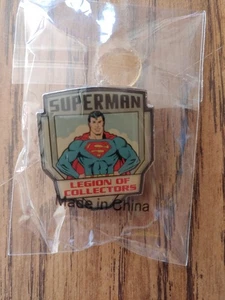 SUPERMAN
LEGION OF
COLLECTORS
Made in China